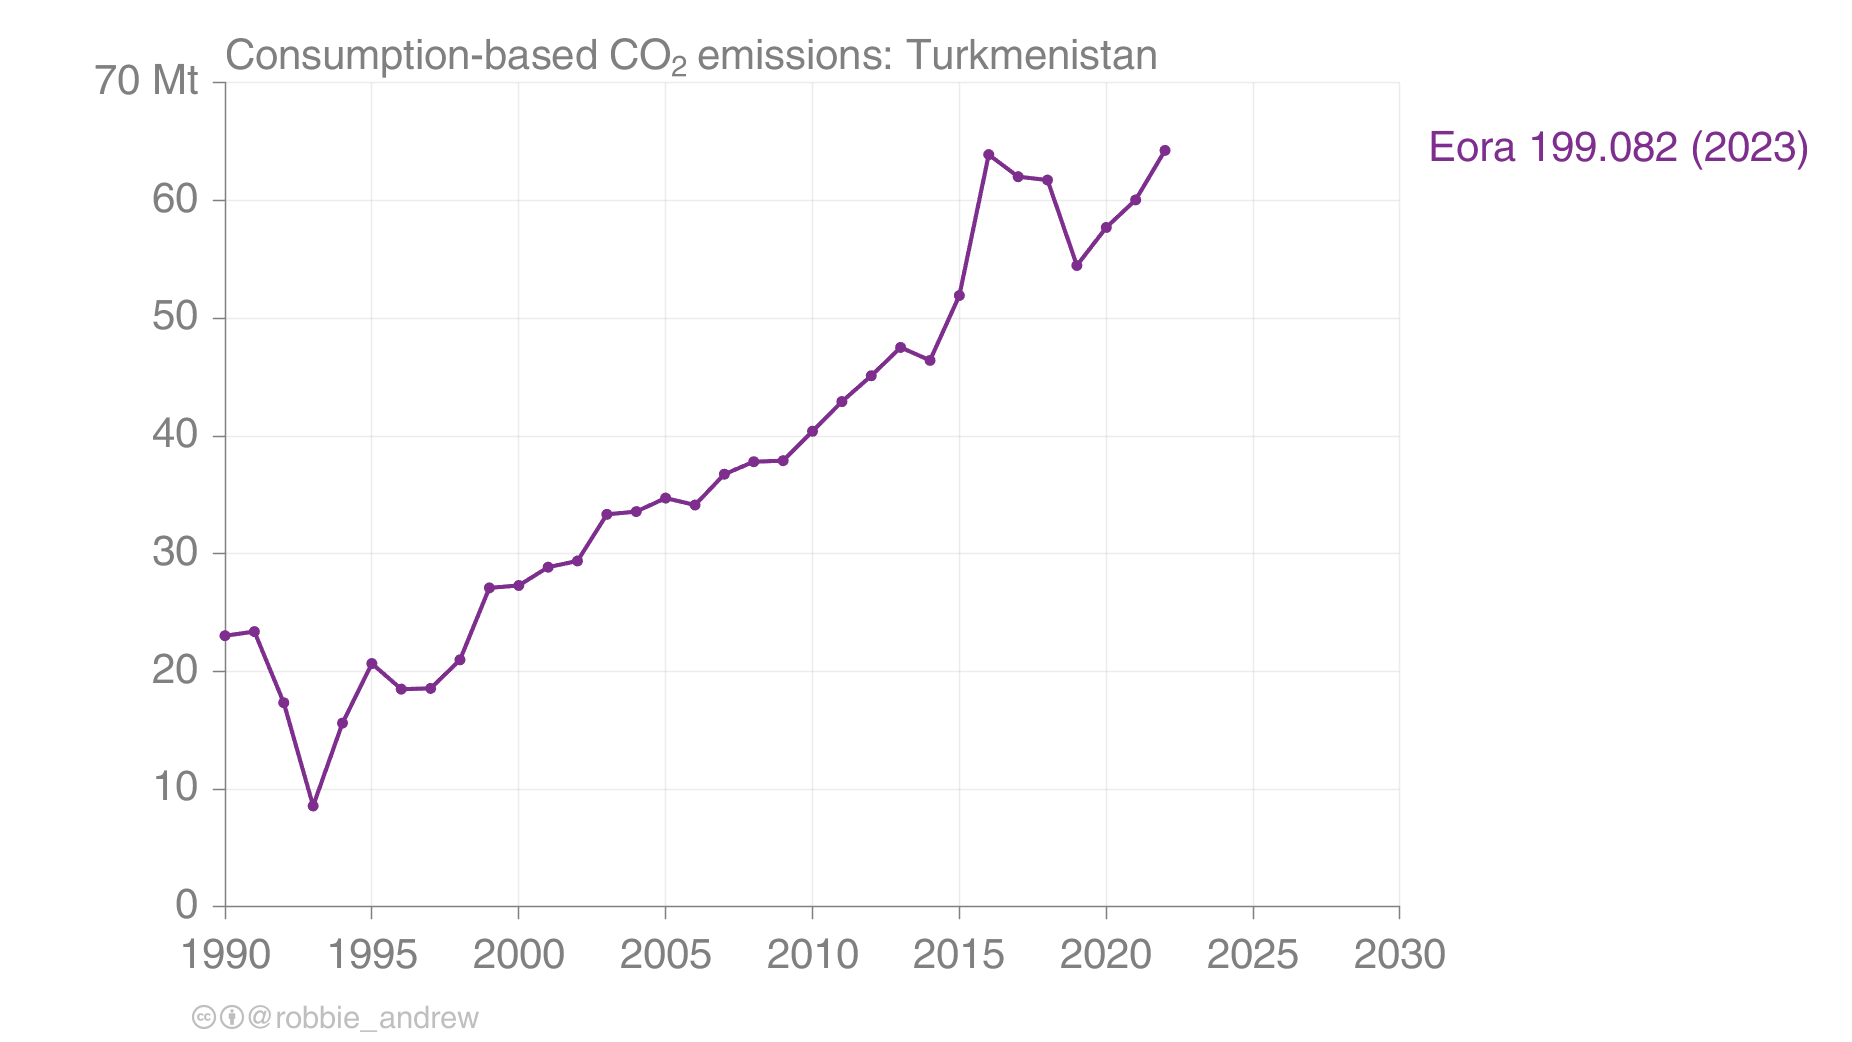 Consumption-based CO₂ emissions: Turkmenistan
70 Mt
60
50
40
30
20
10
0
1990 1995 2000 2005 2010 2015 2020 2025 2030
Eora 199.082 (2023)
cc @robbie_andrew